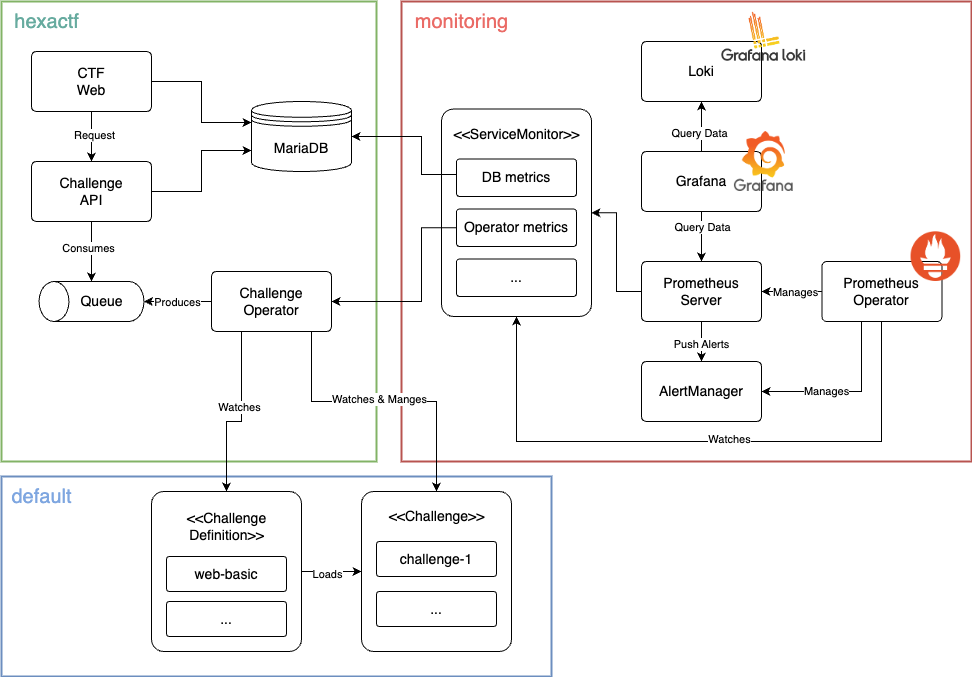 hexactf
CTF
Web
Request
Challenge
API
Consumes
Queue
Produces
Challenge
Operator
MariaDB
Watches
Watches & Manges
monitoring
<<ServiceMonitor>>
DB metrics
Operator metrics
...
Loki
Grafana loki
Query Data
Grafana
Grafana
Query Data
Prometheus
Server
Manages
Prometheus
Operator
Push Alerts
AlertManager
Manages
Watches
default
<<Challenge
Definition>>
web-basic
...
Loads
<<Challenge>>
challenge-1
...